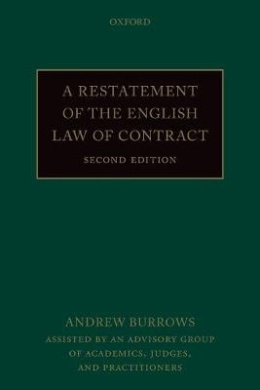 OXFORD
A RESTATEMENT
OF THE ENGLISH
LAW OF CONTRACT
SECOND EDITION
ANDREW BURROWS
ASSISTED BY AN ADVISORY GROUP
OF ACADEMICS, JUDGES,
AND PRACTITIONERS